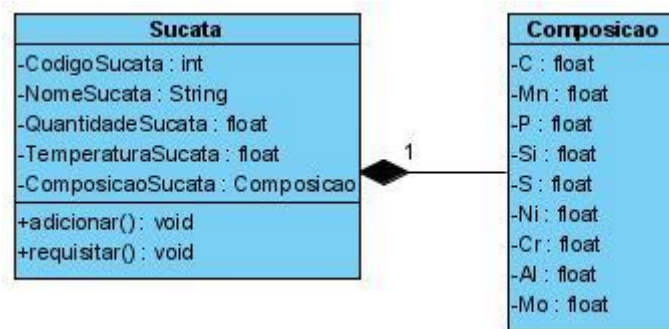 Sucata
-CodigoSucata : int
-NomeSucata : String
-QuantidadeSucata : float
-TemperaturaSucata : float
-ComposicaoSucata : Composicao
+adicionar() : void
+requisitar() : void
1
Composicao
-C : float
-Mn : float
-P : float
-Si : float
-S : float
-Ni : float
-Cr : float
-Al : float
-Mo : float